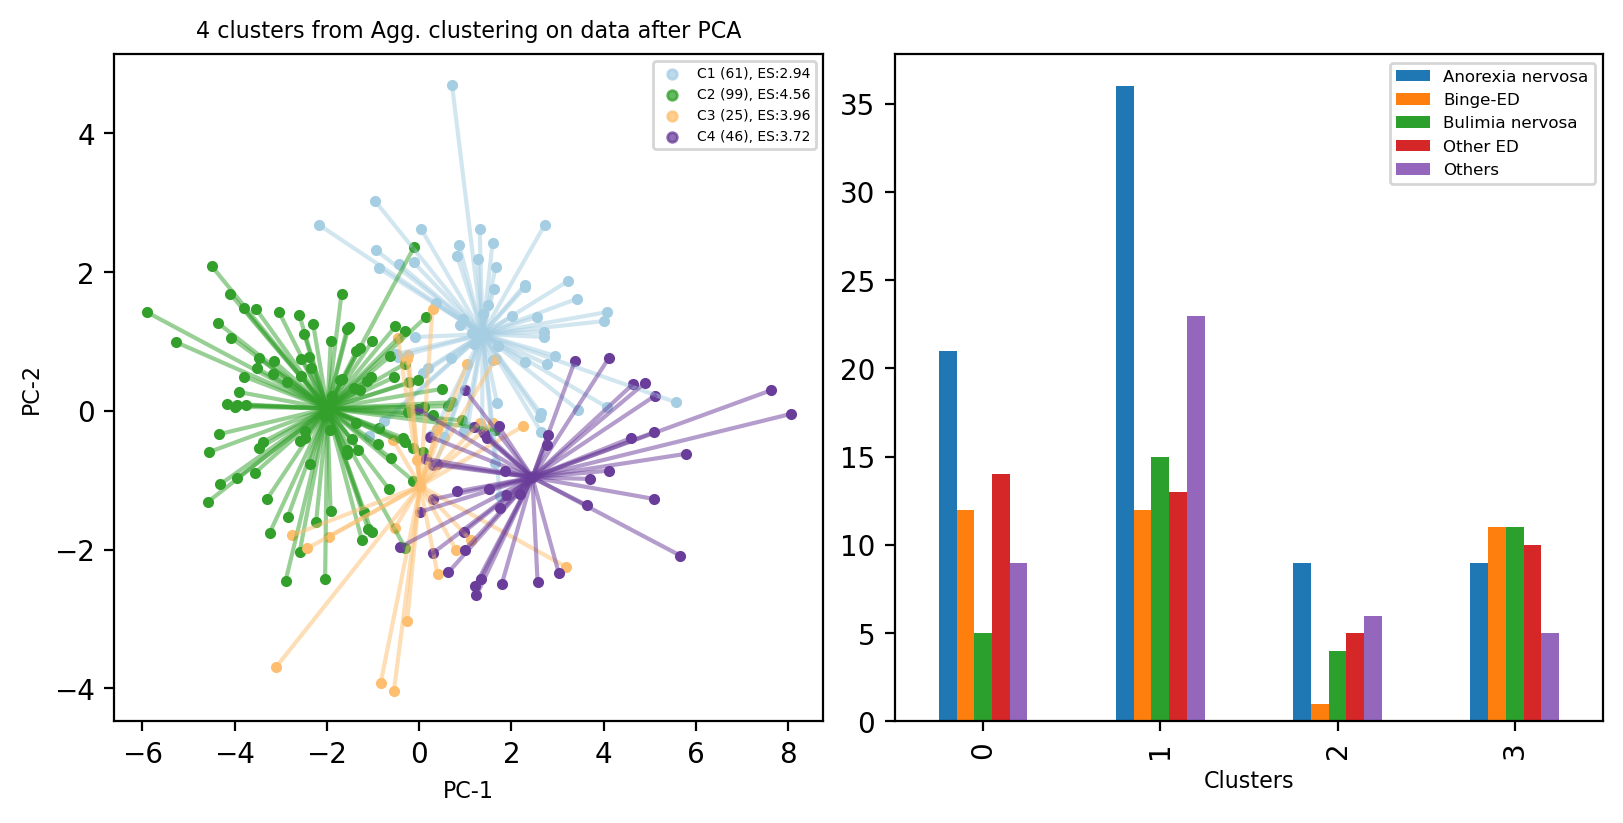 4 clusters from Agg. clustering on data after PCA
C1 (61), ES:2.94
C2 (99), ES:4.56
C3 (25), ES:3.96
C4 (46), ES:3.72
4
2
0
−2
−4
PC-2
−6 −4 −2 0 2 4 6 8
PC-1
Anorexia nervosa
Binge-ED
Bulimia nervosa
Other ED
Others
35
30
25
20
15
10
5
0
0 1 2 3
Clusters